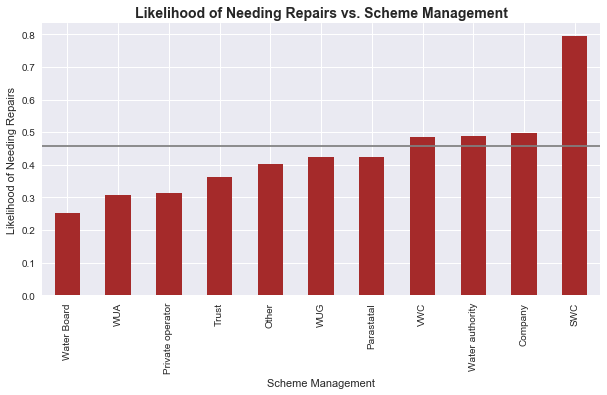 Likelihood of Needing Repairs vs. Scheme Management
Likelihood of Needing Repairs
0.8
0.7
0.6
0.5
0.4
0.3
0.2
0.1
0.0
Water Board
WUA
Private operator
Trust
Other
WUG
Parastatal
VWC
Water authority
Company
SWC
Scheme Management